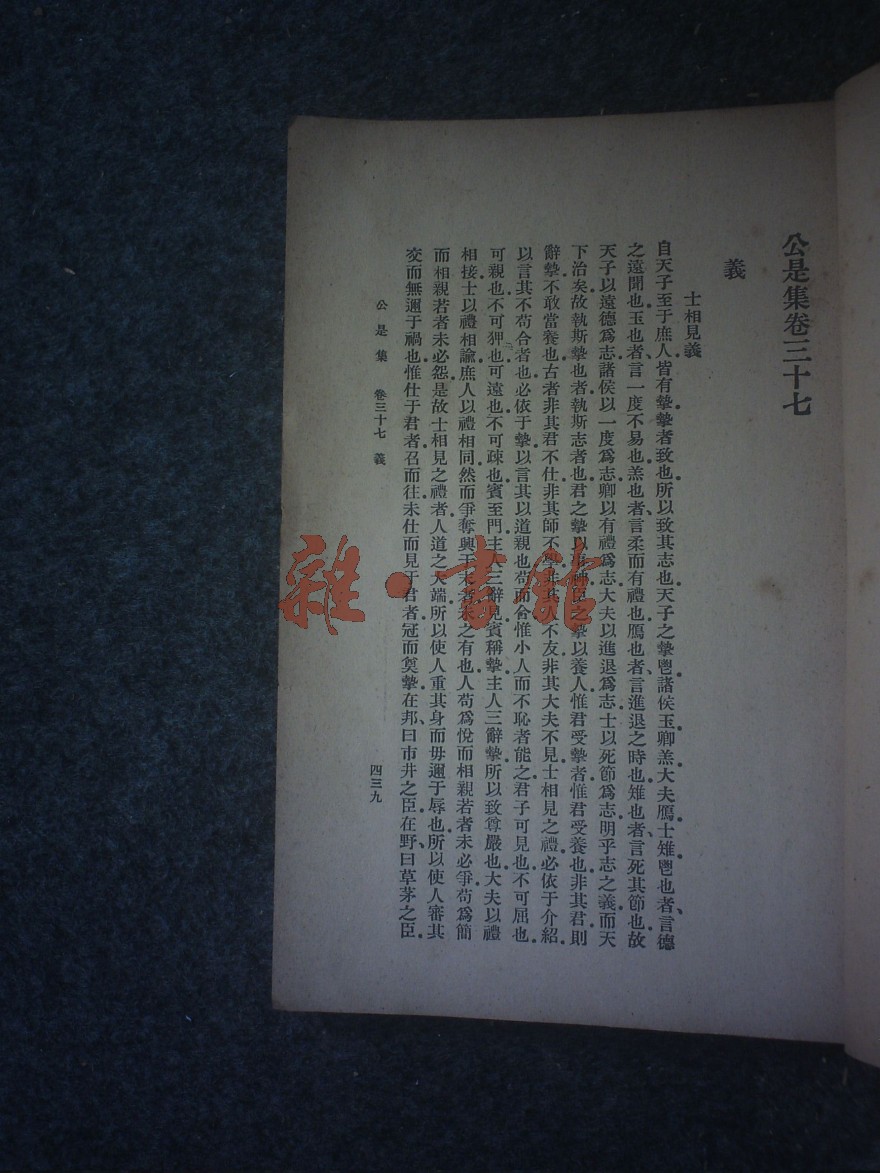 公是集卷三十七
義
士相見義
自天子至于庶人皆有摯摯者致也所以致其志也天子之摯鬯諸侯玉卿羔大夫鴈士雉鬯也者言德
之遠聞也玉也者言一度不易也羔也者言柔而有禮也鴈也者言進退之時也雉也者言死其節也故
天子以遠德爲志諸侯以一度爲志卿以有禮爲志大夫以進退爲志士以死節爲志明乎志之義而天
下治矣故執斯摯也者執斯志者也君之摯以臣之摯以養人惟君受摯者惟君受養也非其君則
辭摯不敢當養也古者非其君不仕非其師不學非其人不友非其大夫不見士相見之禮必依于介紹
以言其不苟合者也必依于摯以言其以道親也苟而合惟小人而不恥者能之君子可見也不可屈也
可親也不可狎也可遠也不可疎也賓至門主人三辭見賓稱摯主人三辭摯所以致尊嚴也大夫以禮
相接士以禮相諭庶人以禮相同然而爭奪興于末者未之有也人苟爲悅而相親若者未必爭苟爲簡
而相親若者未必怨是故士相見之禮者人道之大端所以使人重其身而毋邇于辱也所以使人審其
交而無邇于禍也惟仕于君者召而往未仕而見于君者冠而奠摯在邦曰市井之臣在野曰草茅之臣
公是集 卷三十七 義 四三九
雜·書館